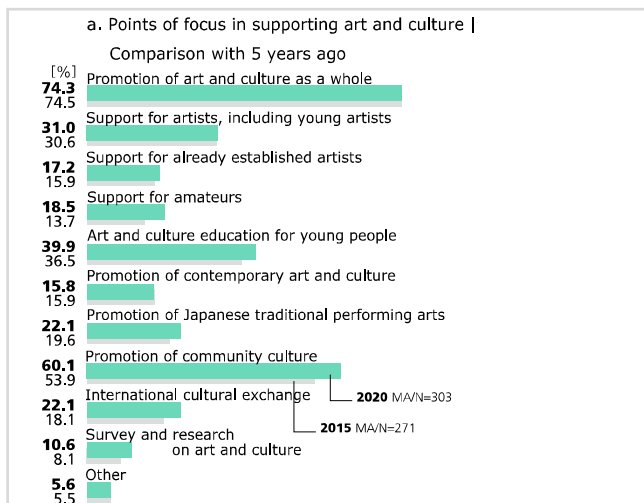 a. Points of focus in supporting art and culture |
Comparison with 5 years ago
[%]
Promotion of art and culture as a whole
74.3
74.5
Support for artists, including young artists
31.0
30.6
Support for already established artists
17.2
15.9
Support for amateurs
18.5
13.7
Art and culture education for young people
39.9
36.5
Promotion of contemporary art and culture
15.8
15.9
Promotion of Japanese traditional performing arts
22.1
19.6
Promotion of community culture
60.1
53.9
International cultural exchange
22.1
18.1
2020 MA/N=303
2015 MA/N=271
Survey and research
on art and culture
10.6
8.1
Other
5.6
5.5